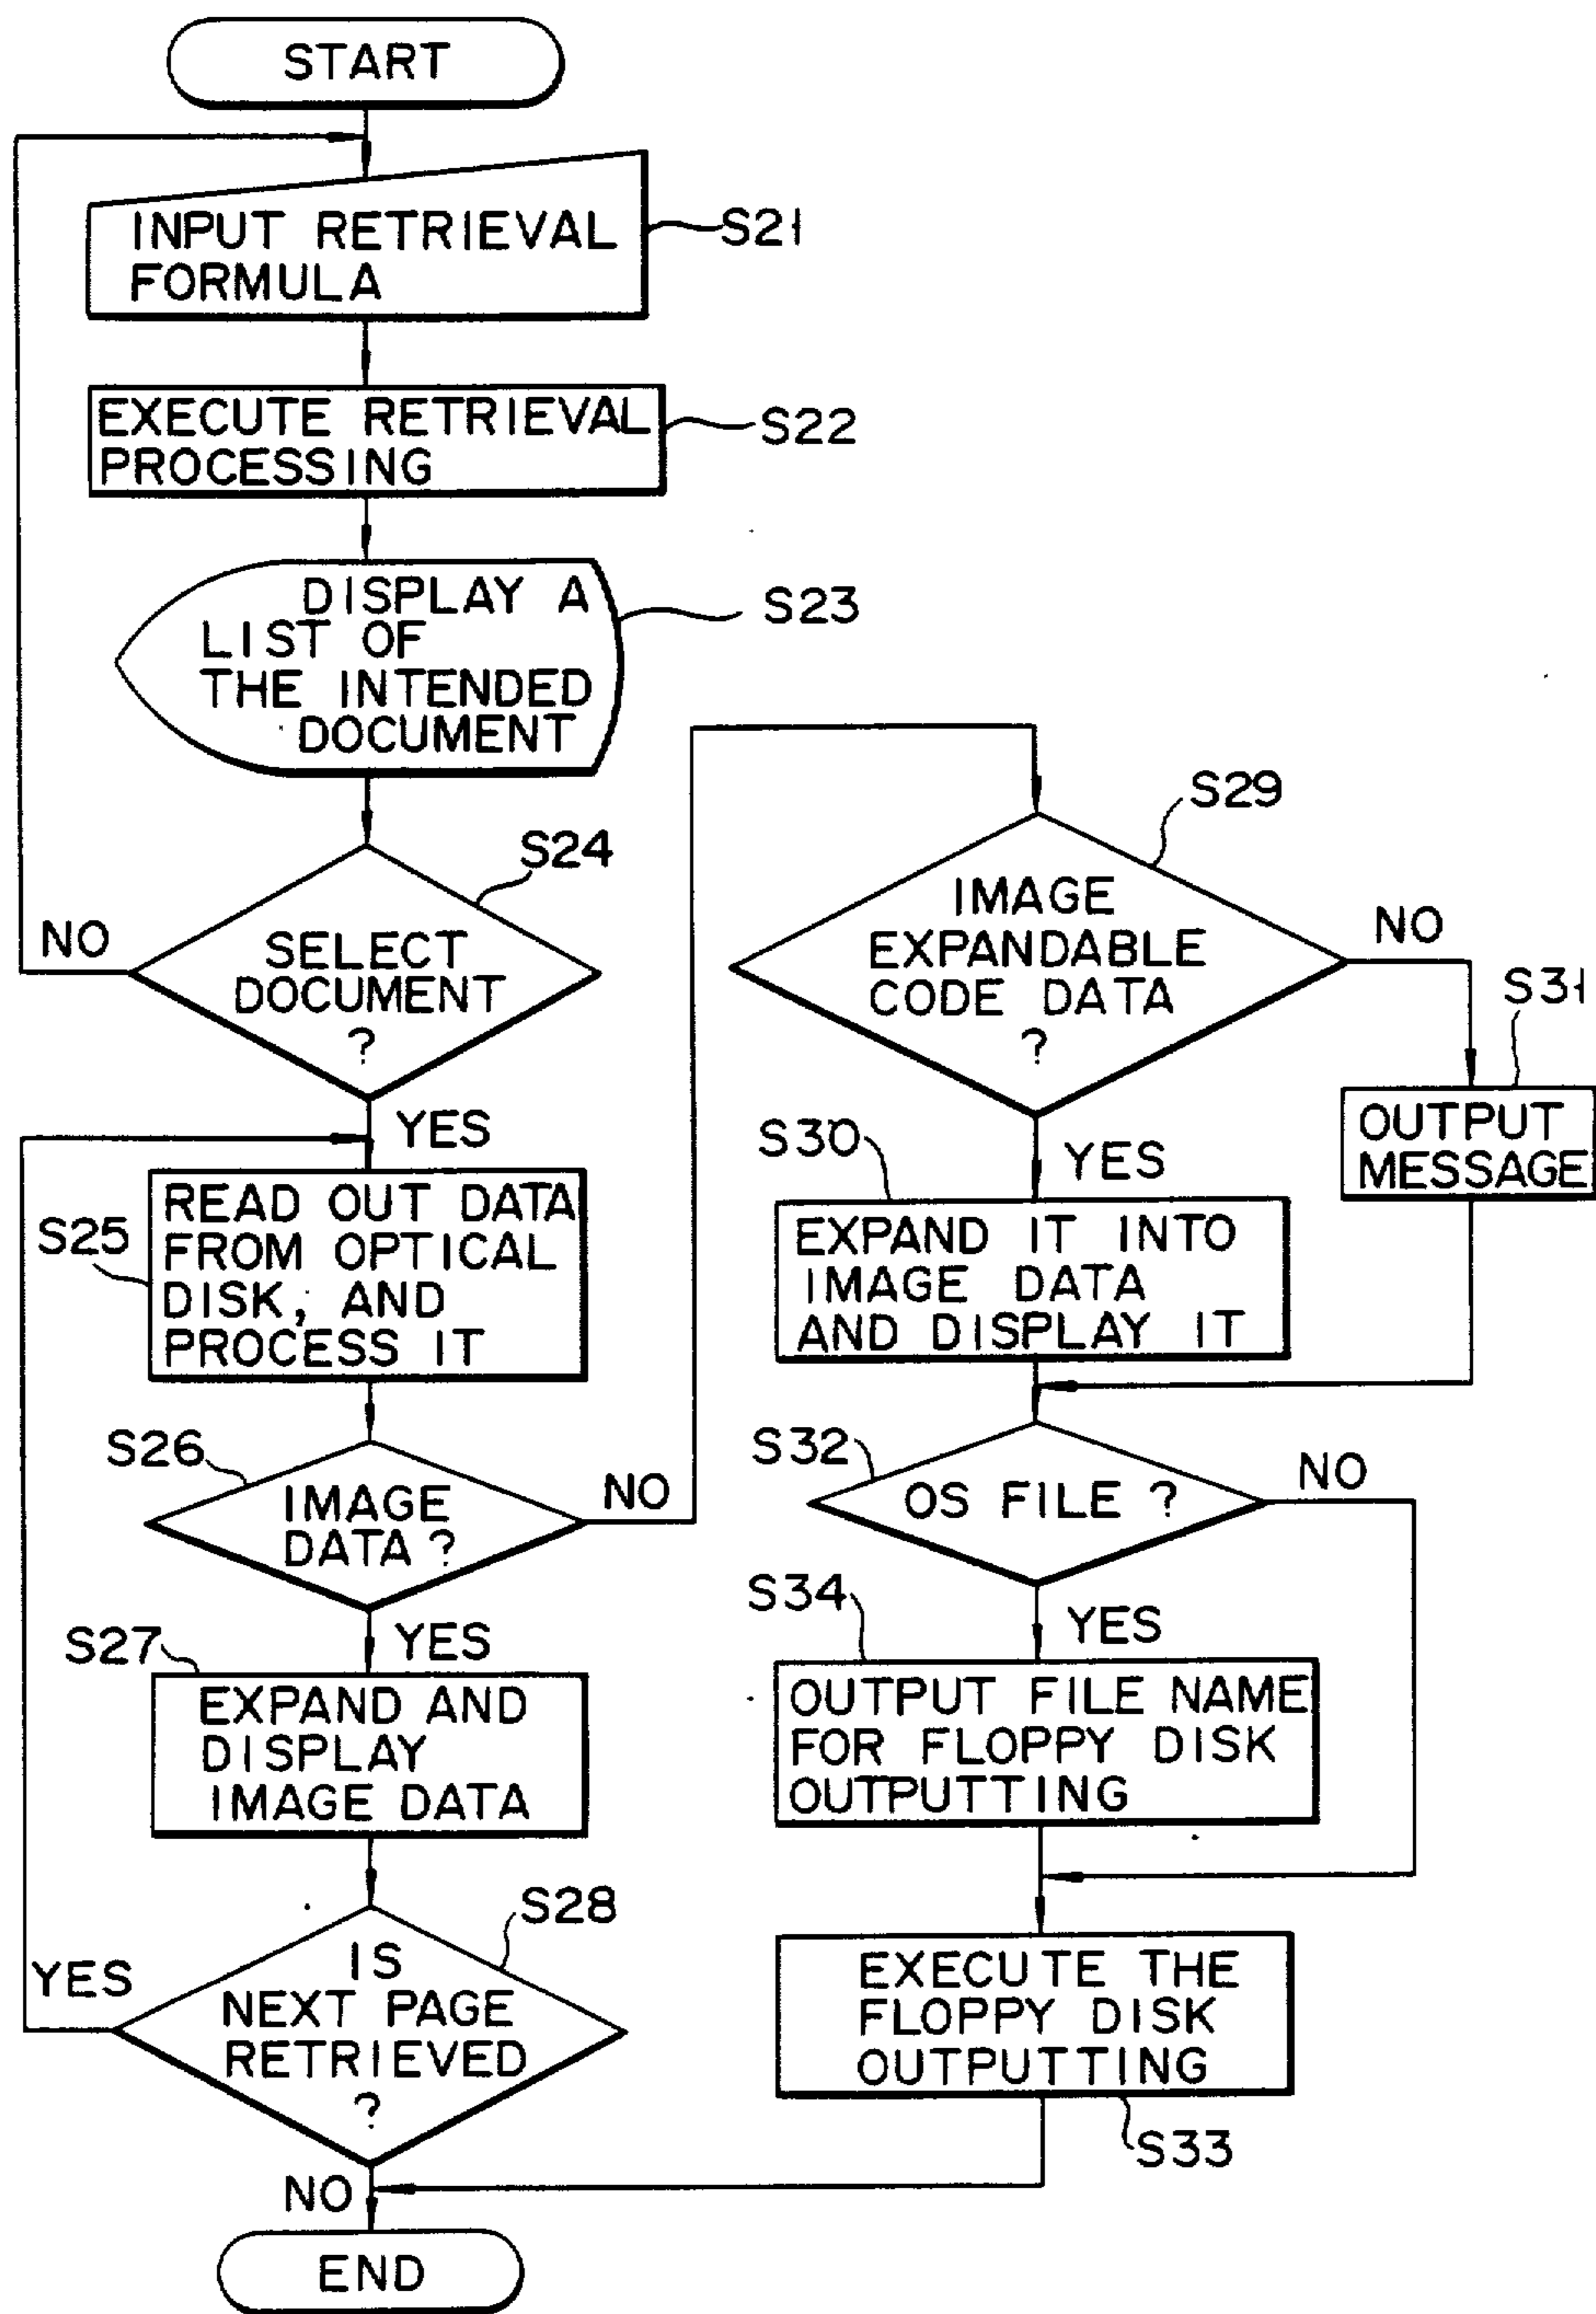 START
INPUT RETRIEVAL
FORMULA
S21
EXECUTE RETRIEVAL
PROCESSING
S22
DISPLAY A
LIST OF
THE INTENDED
DOCUMENT
S23
S24
SELECT
DOCUMENT
?
NO
YES
S25
READ OUT DATA
FROM OPTICAL
DISK, AND
PROCESS IT
S26
IMAGE
DATA?
NO
YES
S27
EXPAND AND
DISPLAY
IMAGE DATA
S28
IS
NEXT PAGE
RETRIEVED
?
YES
NO
END
S29
IMAGE
EXPANDABLE
CODE DATA
?
NO
S31
OUTPUT
MESSAGE
YES
S30
EXPAND IT INTO
IMAGE DATA
AND DISPLAY IT
S32
OS FILE ?
NO
YES
S34
OUTPUT FILE NAME
FOR FLOPPY DISK
OUTPUTTING
EXECUTE THE
FLOPPY DISK
OUTPUTTING
S33